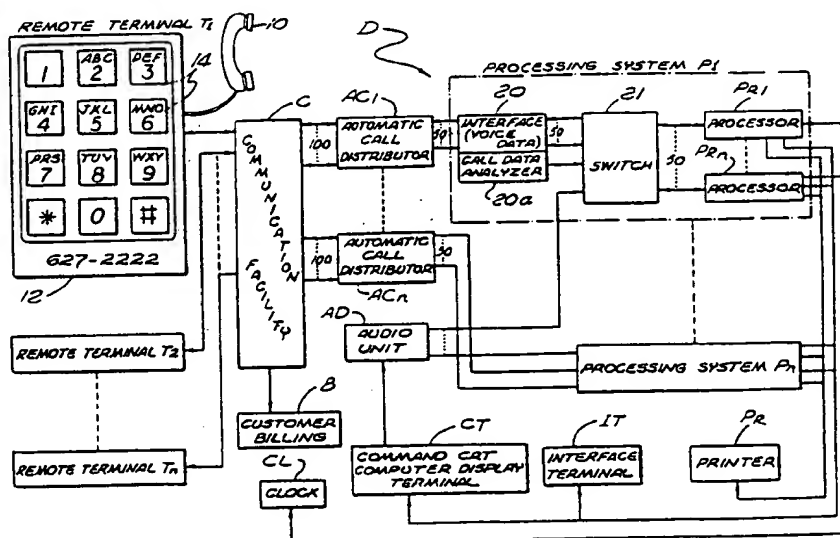 REMOTE TERMINAL T1
10
D
PROCESSING SYSTEM P1
1
ABC
2
DEF
3
14
GHI
4
JKL
5
MNO
6
PRS
7
TUV
8
WXY
9
*
0
#
627-2222
12
C
COMMUNICATION FACILITY
100
AC1
AUTOMATIC CALL DISTRIBUTOR
50
20
INTERFACE (VOICE DATA)
CALL DATA ANALYZER
20a
50
21
SWITCH
50
PR1
PROCESSOR
PRn
PROCESSOR
100
AUTOMATIC CALL DISTRIBUTOR
50
ACn
AD
AUDIO UNIT
PROCESSING SYSTEM Pn
REMOTE TERMINAL T2
REMOTE TERMINAL Tn
B
CUSTOMER BILLING
CL
CLOCK
CT
COMMAND CRT COMPUTER DISPLAY TERMINAL
IT
INTERFACE TERMINAL
PR
PRINTER